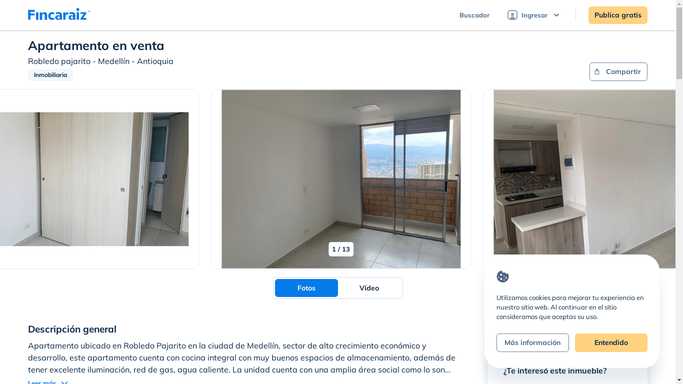 Fincaraiz
Buscador
Ingresar
Publica gratis
Apartamento en venta
Robledo pajarito - Medellín - Antioquia
Inmobiliaria
Compartir
1 / 13
Fotos
Video
Descripción general
Apartamento ubicado en Robledo Pajarito en la ciudad de Medellín, sector de alto crecimiento económico y
desarrollo, este apartamento cuenta con cocina integral con muy buenos espacios de almacenamiento, además de
tener excelente iluminación, red de gas, agua caliente. La unidad cuenta con una amplia área social como lo son...
Leer más
Utilizamos cookies para mejorar tu experiencia en
nuestro sitio web. Al continuar en el sitio
consideramos que aceptas su uso.
Más información
Entendido
¿Te interesó este inmueble?